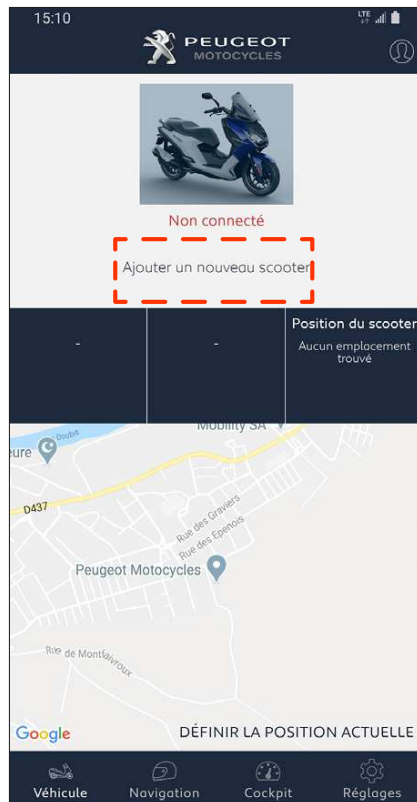 15:10
LTE
PEUGEOT
MOTOCYCLES
Non connecté
Ajouter un nouveau scooter
-
-
Position du scooter
Aucun emplacement
trouvé
Mobility SA
Doubs
eure
D437
Rue des Graviers
Rue des Epenois
Peugeot Motocycles
Rue de Montlavroux
Google
DÉFINIR LA POSITION ACTUELLE
Véhicule
Navigation
Cockpit
Réglages